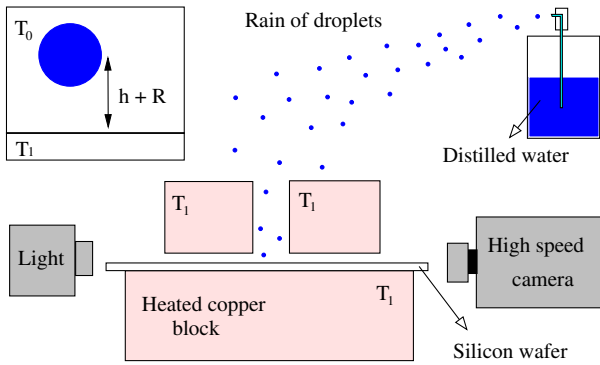 T0
h + R
T1
Rain of droplets
Distilled water
T1
T1
Light
High speed
camera
Heated copper
block
T1
Silicon wafer